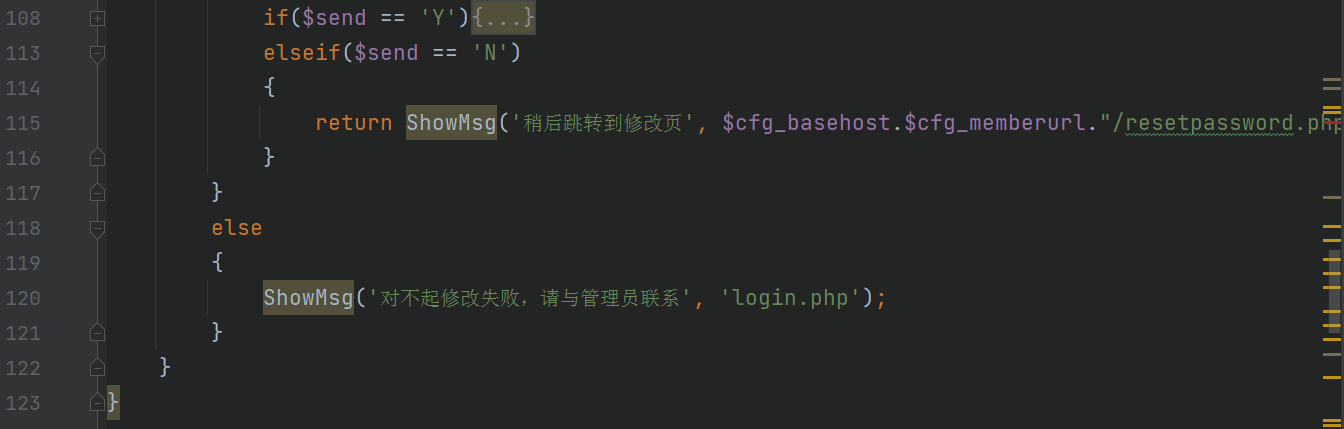 108 if($send == 'Y'){...}
113 elseif($send == 'N')
114 {
115 return ShowMsg('稍后跳转到修改页', $cfg_basehost.$cfg_memberurl."/resetpassword.php
116 }
117 }
118 else
119 {
120 ShowMsg('对不起修改失败，请与管理员联系', 'login.php');
121 }
122 }
123 }